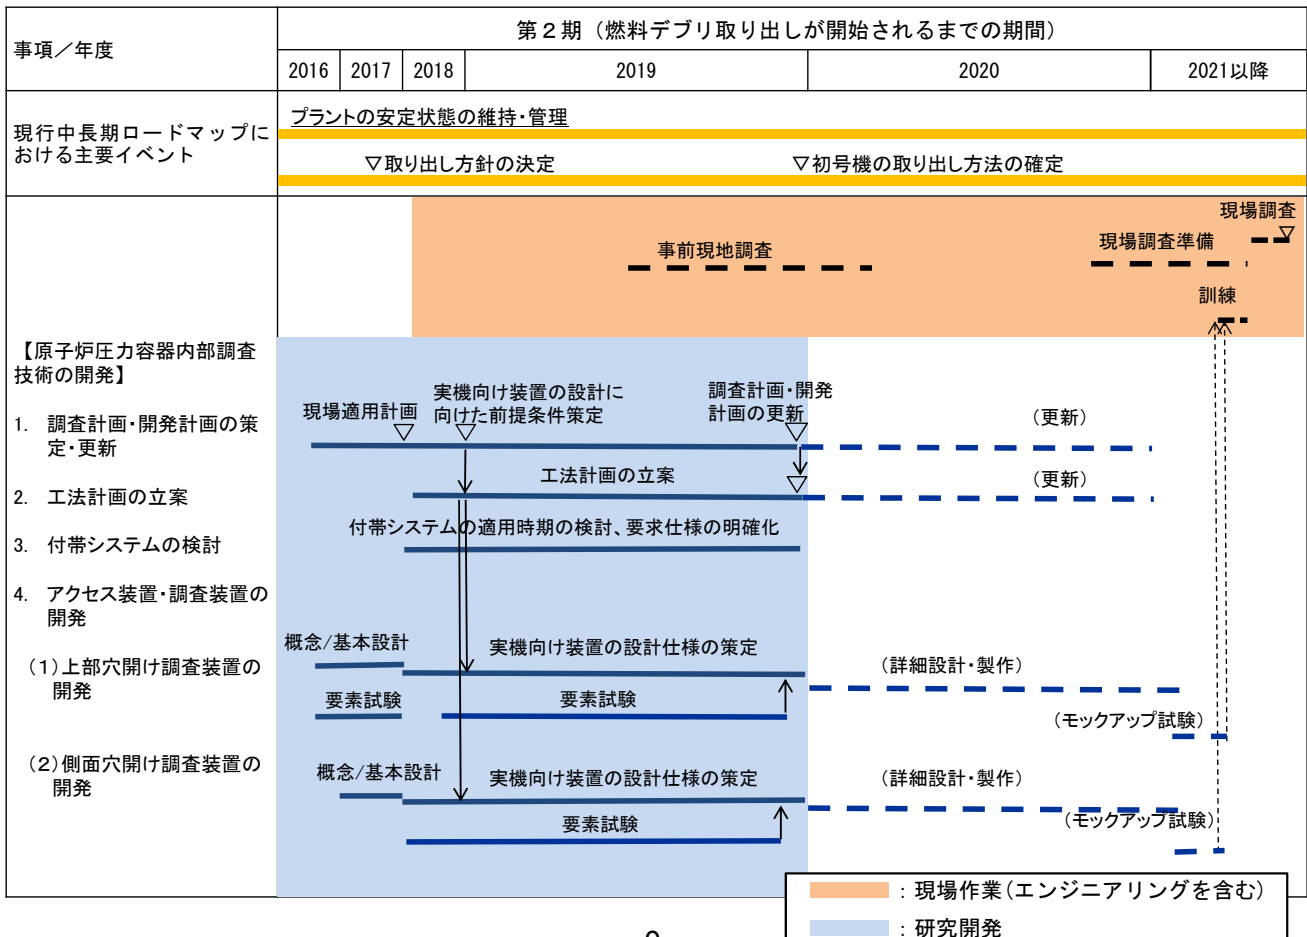 事項／年度
第２期（燃料デブリ取り出しが開始されるまでの期間）
2016
2017
2018
2019
2020
2021以降
現行中長期ロードマップに
おける主要イベント
プラントの安定状態の維持・管理
▽取り出し方針の決定
▽初号機の取り出し方法の確定
現場調査
事前現地調査
現場調査準備
訓練
【原子炉圧力容器内部調査
技術の開発】
1. 調査計画・開発計画の策
定・更新
現場適用計画
実機向け装置の設計に
向けた前提条件策定
調査計画・開発
計画の更新
（更新）
2. 工法計画の立案
工法計画の立案
（更新）
3. 付帯システムの検討
付帯システムの適用時期の検討、要求仕様の明確化
4. アクセス装置・調査装置の
開発
（１）上部穴開け調査装置の
開発
概念/基本設計
実機向け装置の設計仕様の策定
（詳細設計・製作）
要素試験
要素試験
（モックアップ試験）
（２）側面穴開け調査装置の
開発
概念/基本設計
実機向け装置の設計仕様の策定
（詳細設計・製作）
要素試験
（モックアップ試験）
：現場作業（エンジニアリングを含む）
：研究開発